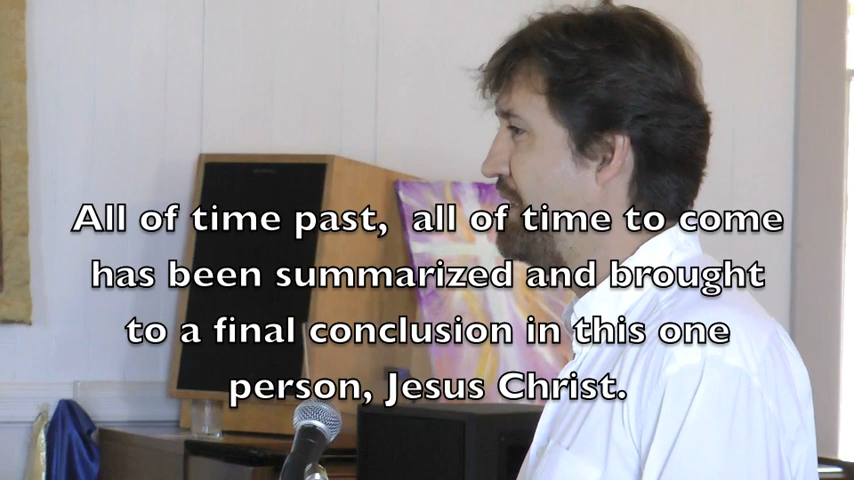 All of time past,  all of time to come
has been summarized and brought
to a final conclusion in this one
person, Jesus Christ.